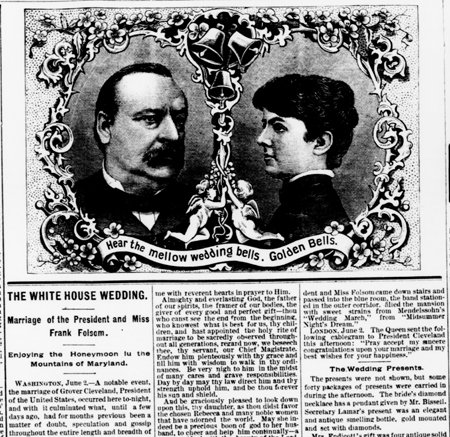 Hear the mellow wedding bells. Golden Bells.
THE WHITE HOUSE WEDDING.
Marriage of the President and Miss
Frank Folsom.
Enjoying the Honeymoon In the
Mountains of Maryland.
WASHINGTON, June 2.—A notable event,
the marriage of Grover Cleveland, President
of the United States, occurred here to-night,
and with it culminated what, until a few
days ago, had for months previous been a
matter of doubt, speculation and gossip
throughout the entire length and breadth of
me with reverent hearts in prayer to Him.
Almighty and everlasting God, the father
of our spirits, the framer of our bodies, the
giver of every good and perfect gift—thou
who canst see the end from the beginning,
who knowest what is best for us, thy child-
ren, and hast appointed the holy rite of
marriage to be sacredly observed through-
out all generations, regard now, we beseech
thee, thy servant, our Chief Magistrate.
Endow him plenteously with thy grace and
fill him with wisdom to walk in thy ordi-
nances. Be very nigh to him in the midst
of many cares and grave responsibilities.
Day by day may thy law direct him and thy
strength uphold him, and be thou forever
his sun and shield.
And be graciously pleased to look down
upon this, thy daughter, as thou didst favor
the chosen Rebecca and many noble women
that have adorned the world. May she in-
deed be a precious boon of god to her hus-
band, to cheer and help him continually—a
dent and Miss Folsom came down stairs and
passed into the blue room, the band station-
ed in the outer corridor, filled the mansion
with sweet strains from Mendelssohn's
"Wedding March," from "Midsummer
Night's Dream."
LONDON, June 2. The Queen sent the fol-
lowing cablegram to President Cleveland
this afternoon: "Pray accept my sincere
congratulations upon your marriage and my
best wishes for your happiness."
The Wedding Presents.
The presents were not shown, but some
forty packages of presents were carried in
during the afternoon. The bride's diamond
necklace has a pendant given by Mr. Bissell.
Secretary Lamar's present was an elegant
and antique smelling bottle, gold mounted
and set with diamonds.
Mrs. Endicott's gift was four antique solid